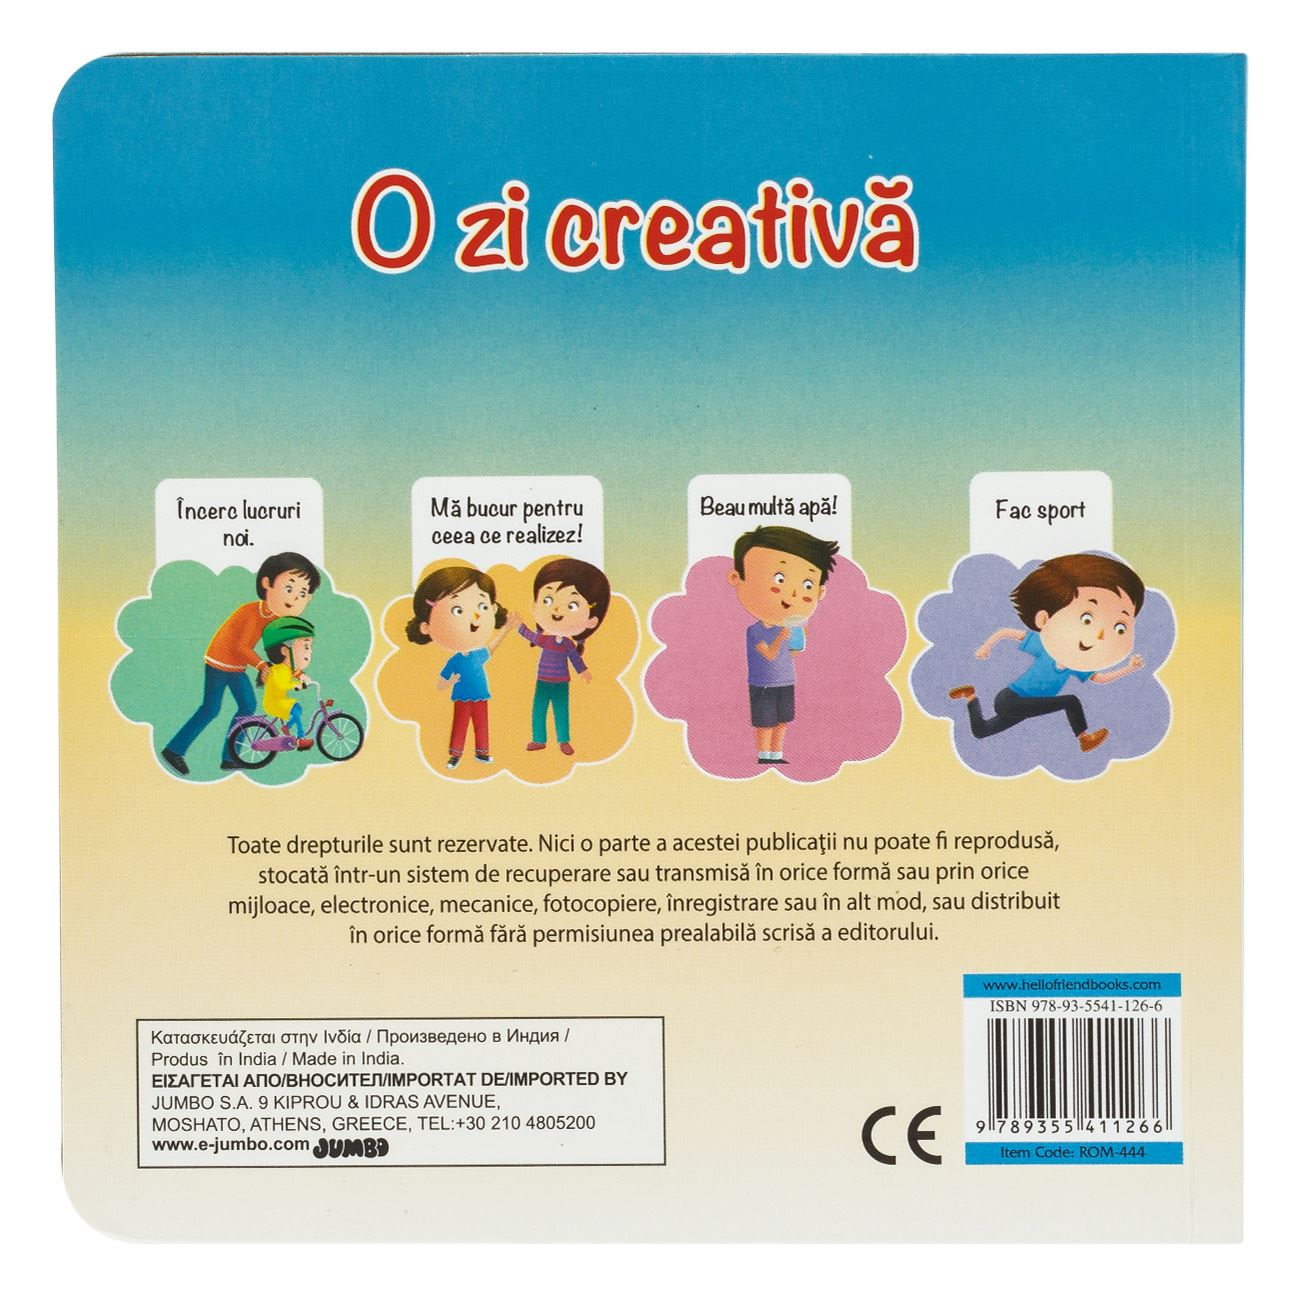 O zi creativă
Încerc lucruri
noi.
Mă bucur pentru
ceea ce realizez!
Beau multă apă!
Fac sport
Toate drepturile sunt rezervate. Nici o parte a acestei publicaţii nu poate fi reprodusă,
stocată într-un sistem de recuperare sau transmisă în orice formă sau prin orice
mijloace, electronice, mecanice, fotocopiere, înregistrare sau în alt mod, sau distribuit
în orice formă fără permisiunea prealabilă scrisă a editorului.
Κατασκευάζεται στην Ινδία / Произведено в Индия /
Produs în India / Made in India.
ΕΙΣΑΓΕΤΑΙ ΑΠΟ/ВНОСИТЕЛ/IMPORTAT DE/IMPORTED BY
JUMBO S.A. 9 KIPROU & IDRAS AVENUE,
MOSHATO, ATHENS, GREECE, TEL:+30 210 4805200
www.e-jumbo.com JUMBO
CE
www.hellofriendbooks.com
ISBN 978-93-5541-126-6
9 789355 411266
Item Code: ROM-444